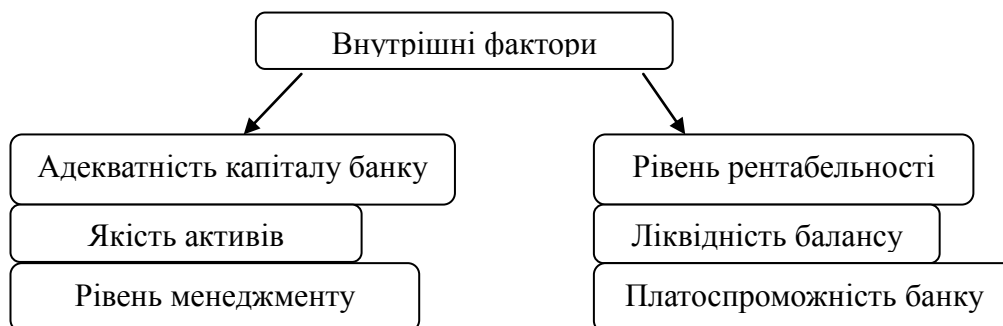 Внутрішні фактори
Адекватність капіталу банку
Якість активів
Рівень менеджменту
Рівень рентабельності
Ліквідність балансу
Платоспроможність банку